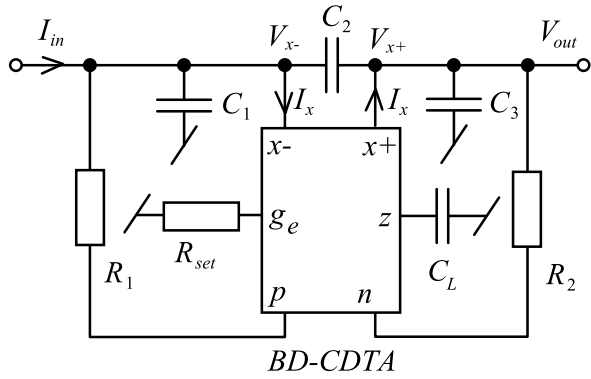 I_in
V_x-
C_2
V_x+
V_out
C_1
I_x
I_x
C_3
x-
x+
R_1
R_set
g_e
z
C_L
R_2
p
n
BD-CDTA